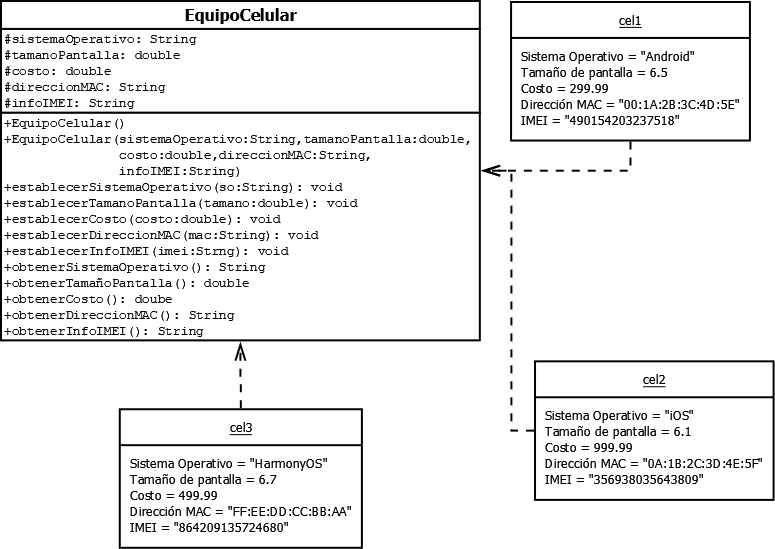 EquipoCelular
#sistemaOperativo: String
#tamanoPantalla: double
#costo: double
#direccionMAC: String
#infoIMEI: String
+EquipoCelular()
+EquipoCelular(sistemaOperativo:String,tamanoPantalla:double,
costo:double,direccionMAC:String,
infoIMEI:String)
+establecerSistemaOperativo(so:String): void
+establecerTamanoPantalla(tamano:double): void
+establecerCosto(costo:double): void
+establecerDireccionMAC(mac:String): void
+establecerInfoIMEI(imei:Strng): void
+obtenerSistemaOperativo(): String
+obtenerTamañoPantalla(): double
+obtenerCosto(): doube
+obtenerDireccionMAC(): String
+obtenerInfoIMEI(): String
cel1
Sistema Operativo = "Android"
Tamaño de pantalla = 6.5
Costo = 299.99
Dirección MAC = "00:1A:2B:3C:4D:5E"
IMEI = "490154203237518"
cel2
Sistema Operativo = "iOS"
Tamaño de pantalla = 6.1
Costo = 999.99
Dirección MAC = "0A:1B:2C:3D:4E:5F"
IMEI = "356938035643809"
cel3
Sistema Operativo = "HarmonyOS"
Tamaño de pantalla = 6.7
Costo = 499.99
Dirección MAC = "FF:EE:DD:CC:BB:AA"
IMEI = "864209135724680"